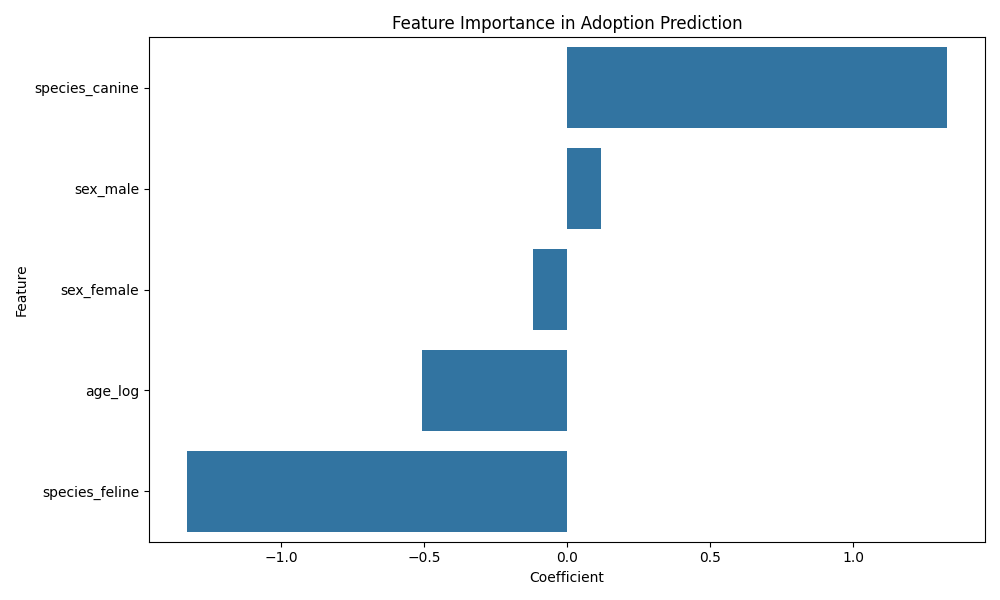 Feature Importance in Adoption Prediction
species_canine
sex_male
sex_female
age_log
species_feline
Feature
−1.0
−0.5
0.0
0.5
1.0
Coefficient